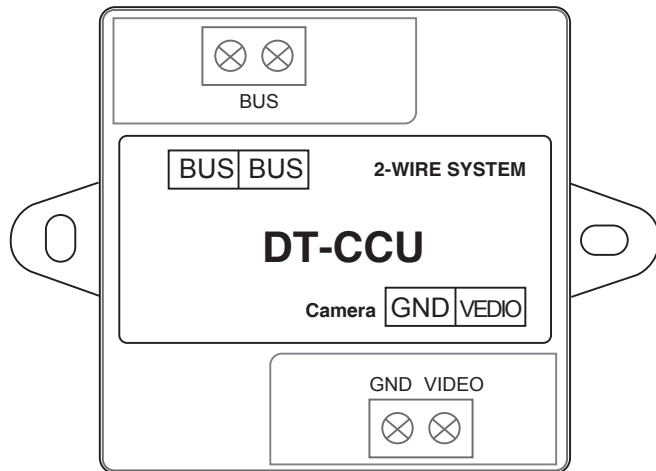 BUS
BUS BUS 2-WIRE SYSTEM
DT-CCU
Camera GND VEDIO
GND VIDEO